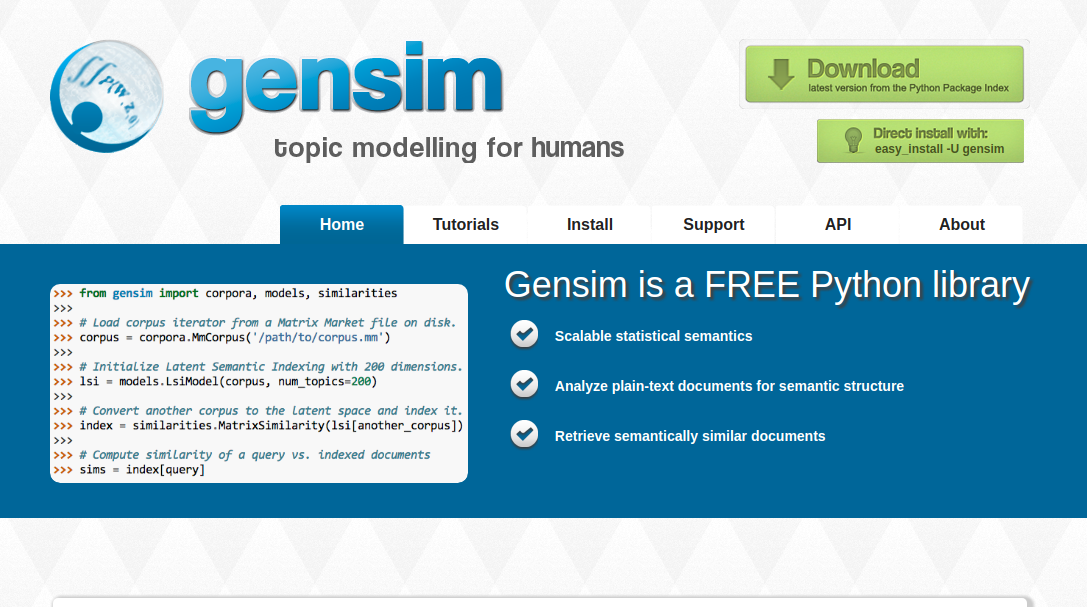 gensim
topic modelling for humans
Download
latest version from the Python Package Index
Direct install with:
easy_install -U gensim
Home
Tutorials
Install
Support
API
About
>>> from gensim import corpora, models, similarities
>>>
>>> # Load corpus iterator from a Matrix Market file on disk.
>>> corpus = corpora.MmCorpus('/path/to/corpus.mm')
>>>
>>> # Initialize Latent Semantic Indexing with 200 dimensions.
>>> lsi = models.LsiModel(corpus, num_topics=200)
>>>
>>> # Convert another corpus to the latent space and index it.
>>> index = similarities.MatrixSimilarity(lsi[another_corpus])
>>>
>>> # Compute similarity of a query vs. indexed documents
>>> sims = index[query]
Gensim is a FREE Python library
Scalable statistical semantics
Analyze plain-text documents for semantic structure
Retrieve semantically similar documents